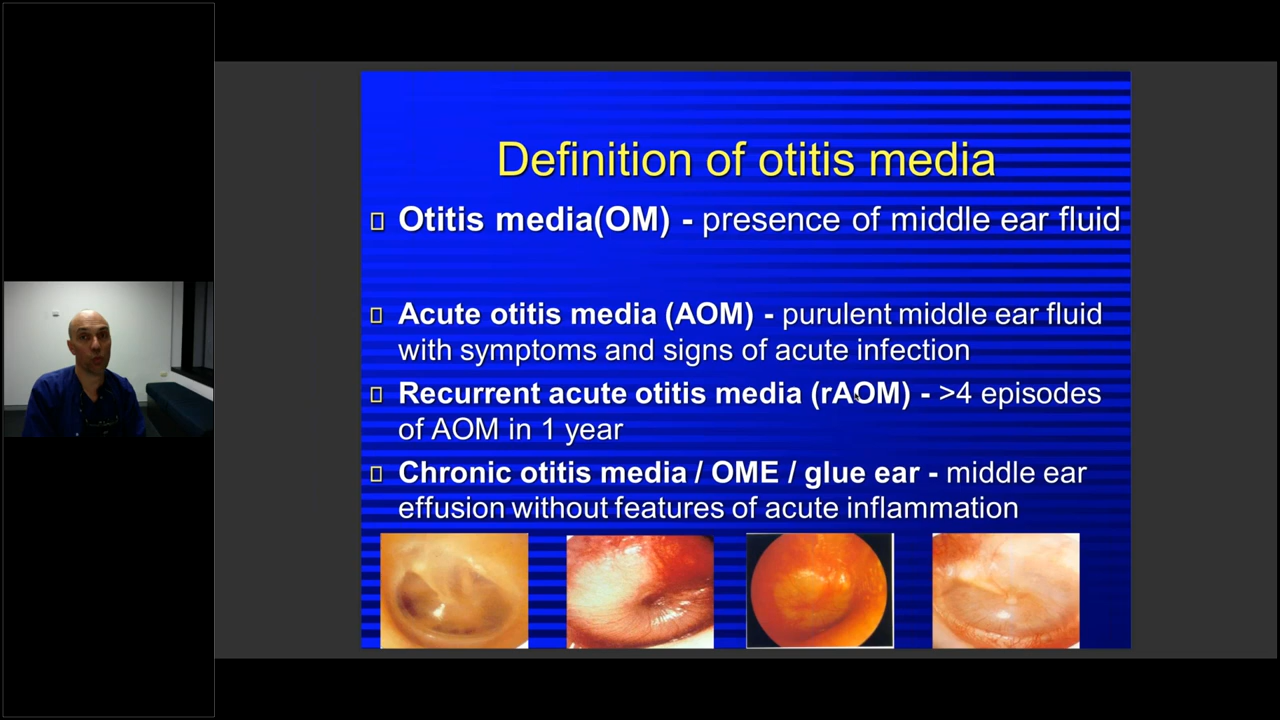 Definition of otitis media
Otitis media(OM) - presence of middle ear fluid
Acute otitis media (AOM) - purulent middle ear fluid
with symptoms and signs of acute infection
Recurrent acute otitis media (rAOM) - >4 episodes
of AOM in 1 year
Chronic otitis media / OME / glue ear - middle ear
effusion without features of acute inflammation